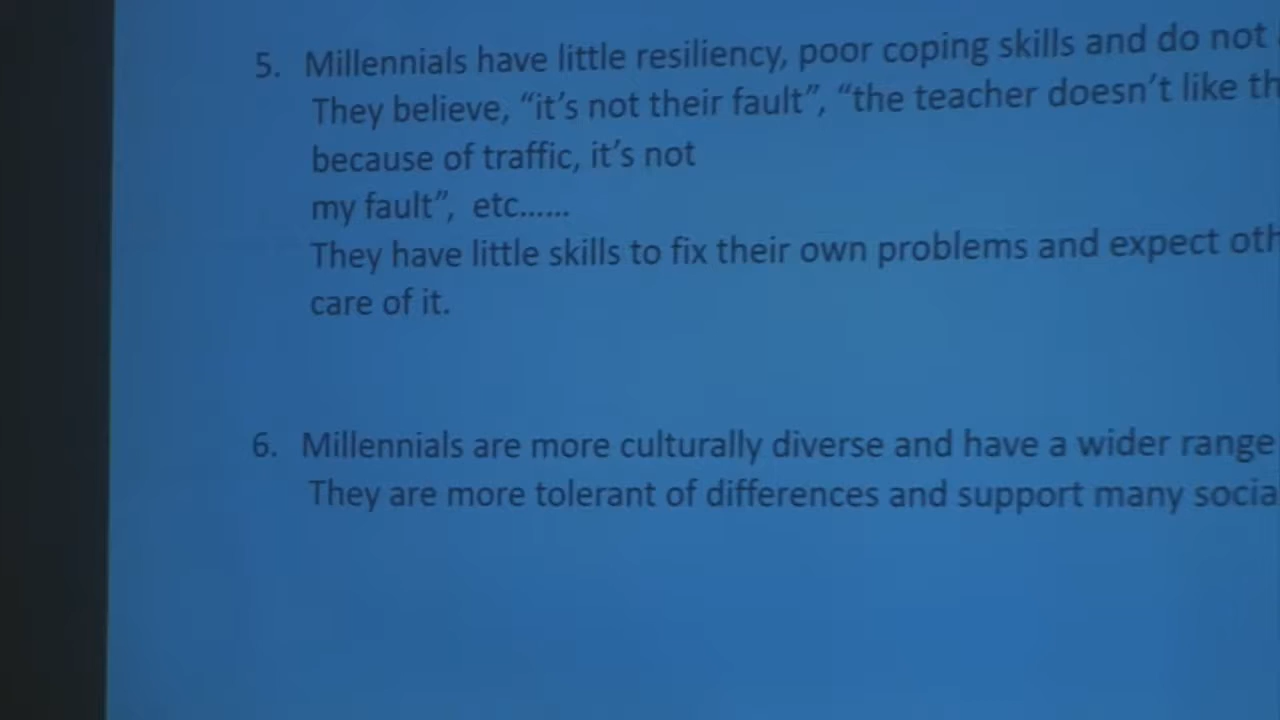 5. Millennials have little resiliency, poor coping skills and do not
They believe, “it’s not their fault”, “the teacher doesn’t like
because of traffic, it’s not
my fault”, etc......
They have little skills to fix their own problems and expect
care of it.
6. Millennials are more culturally diverse and have a wider range
They are more tolerant of differences and support many